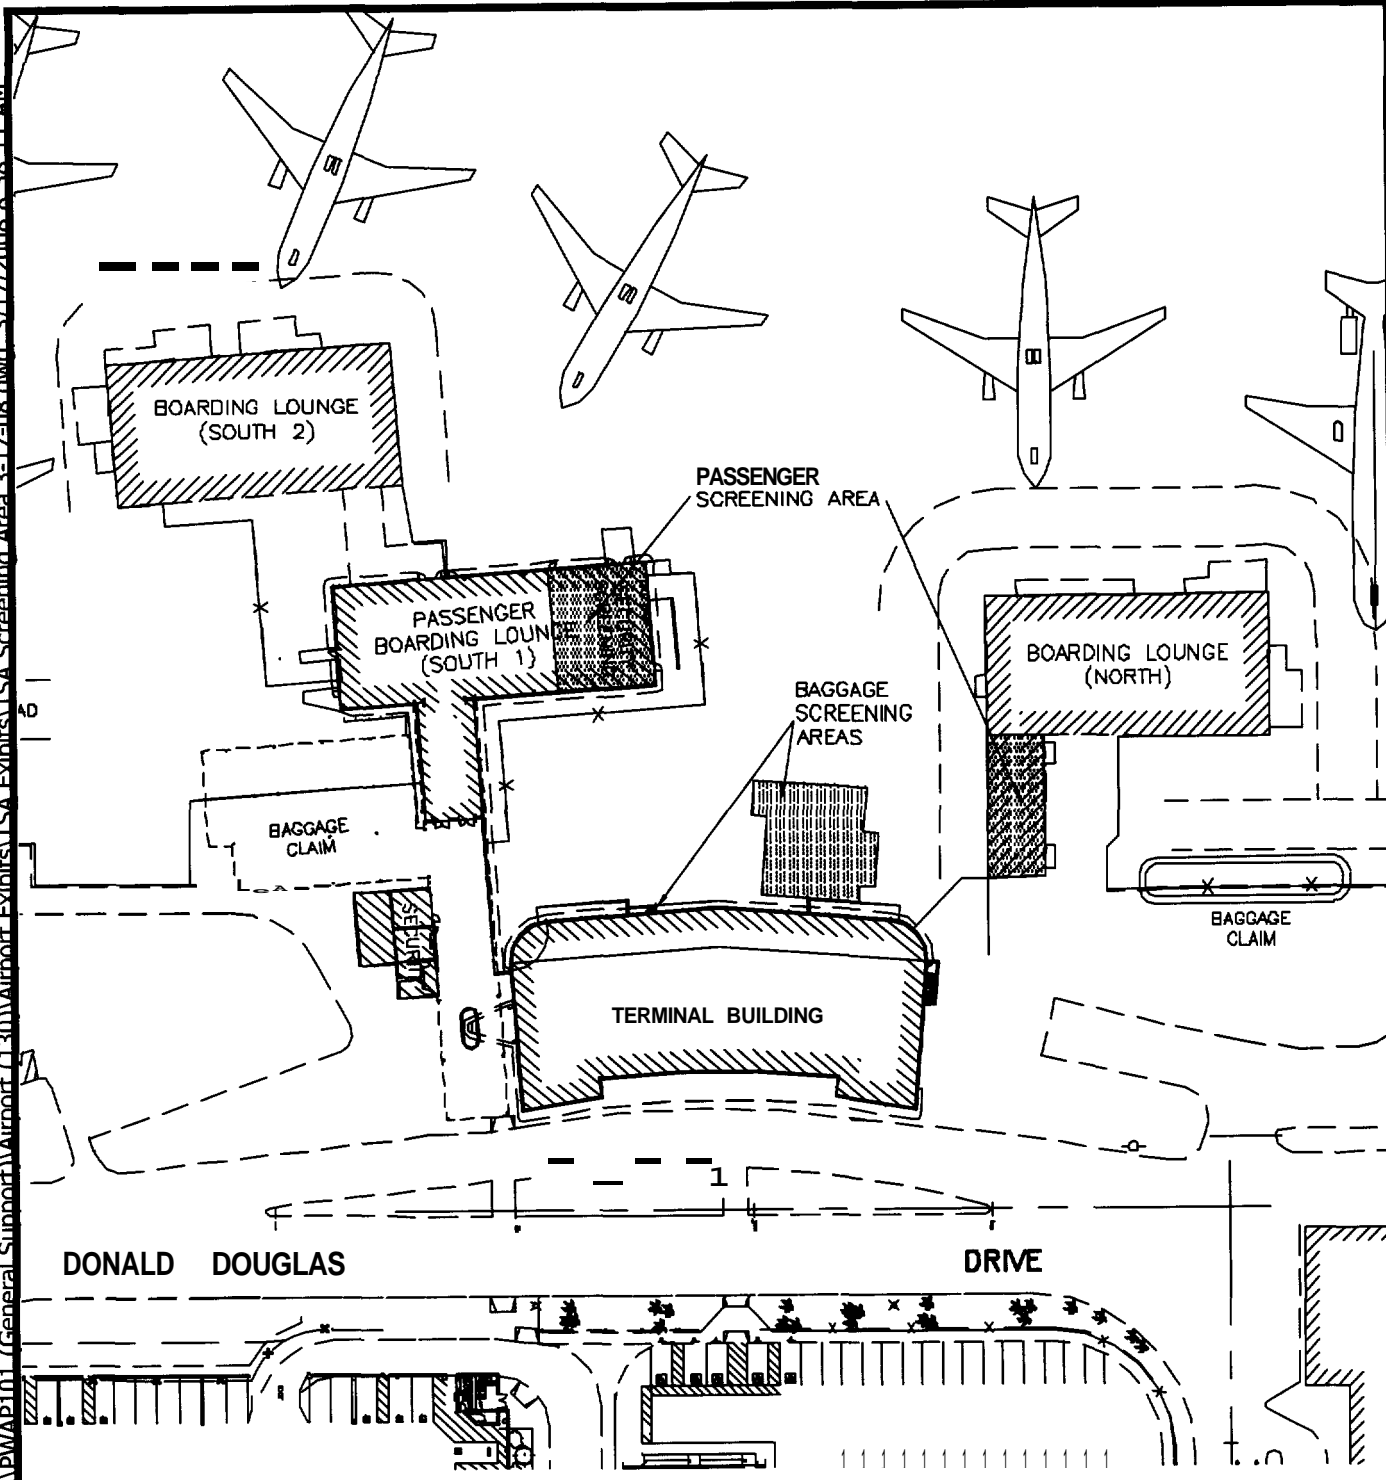 BOARDING LOUNGE
(SOUTH 2)
PASSENGER
SCREENING AREA
PASSENGER
BOARDING LOUNGE
(SOUTH 1)
BOARDING LOUNGE
(NORTH)
BAGGAGE
SCREENING
AREAS
AD
BAGGAGE
CLAIM
BAGGAGE
CLAIM
TERMINAL BUILDING
1
DONALD DOUGLAS DRIVE